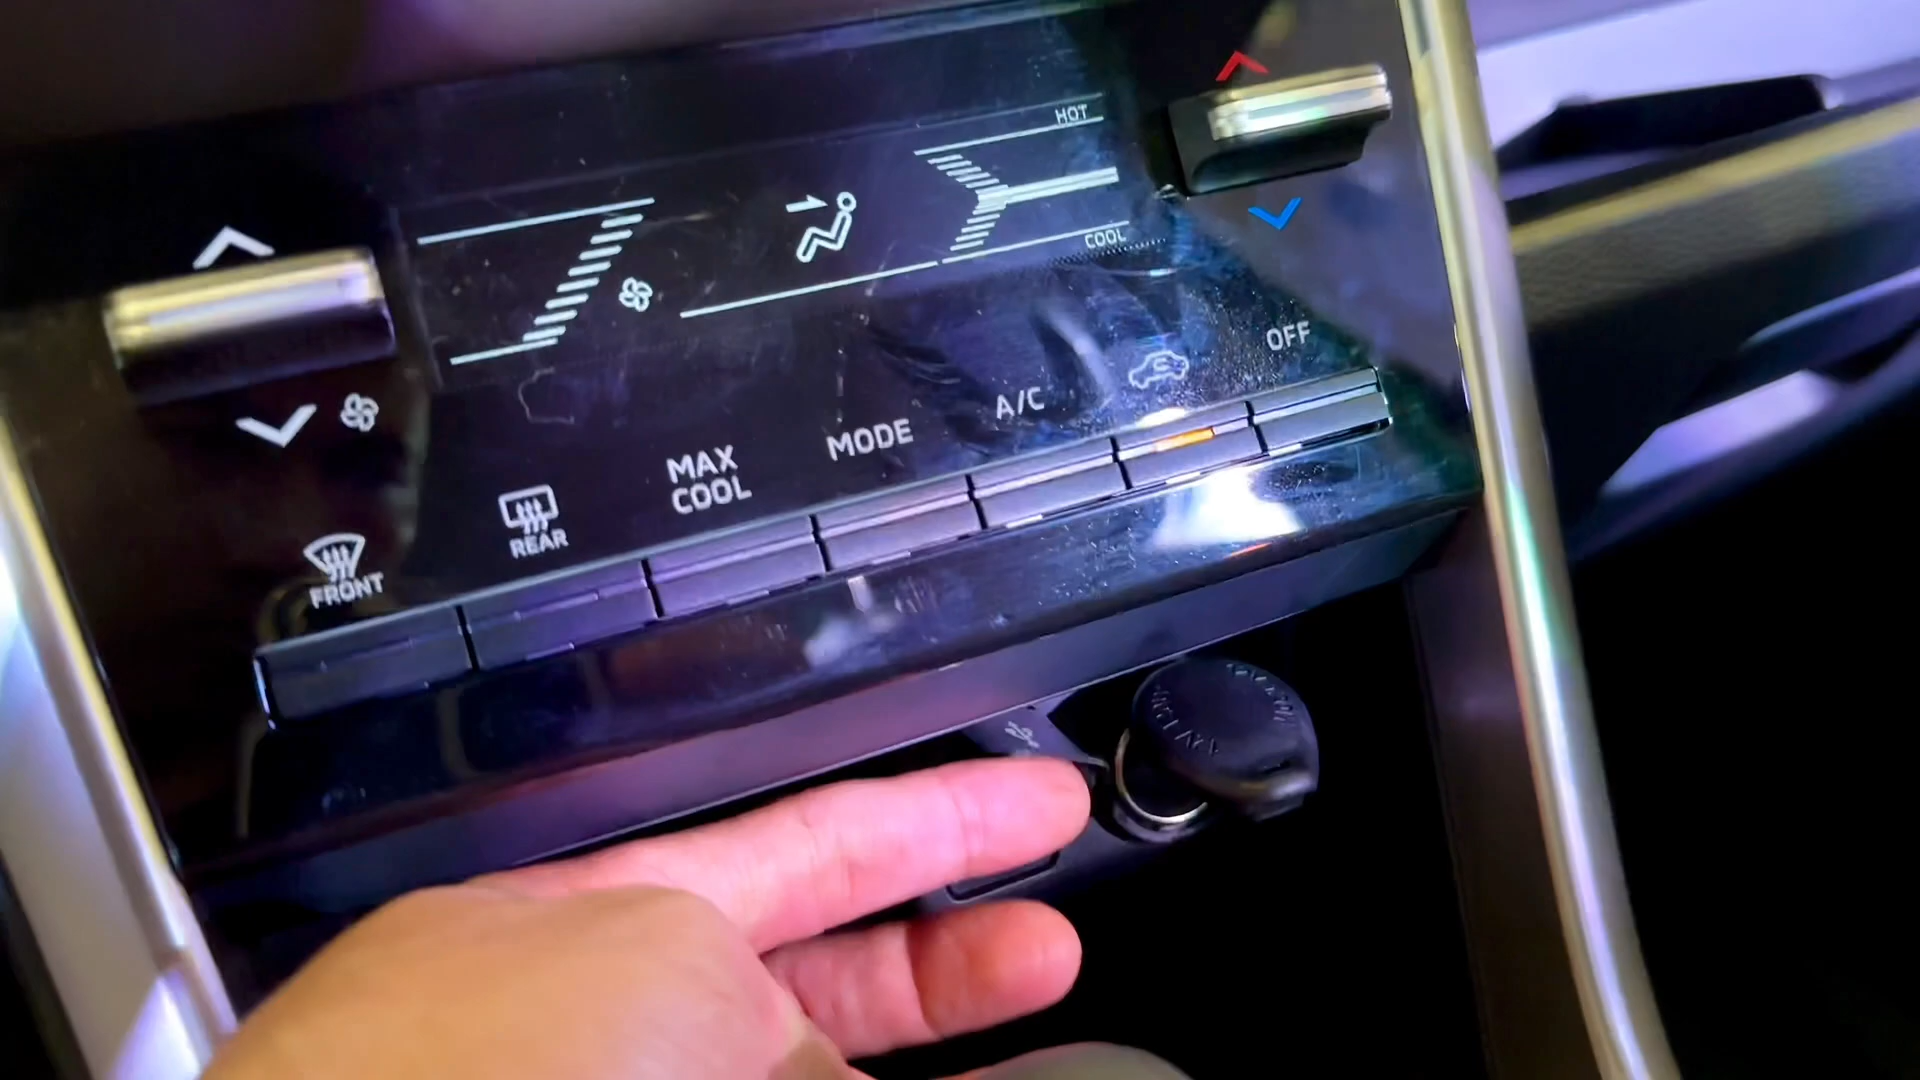 HOT
COOL
OFF
A/C
MODE
MAX
COOL
REAR
FRONT